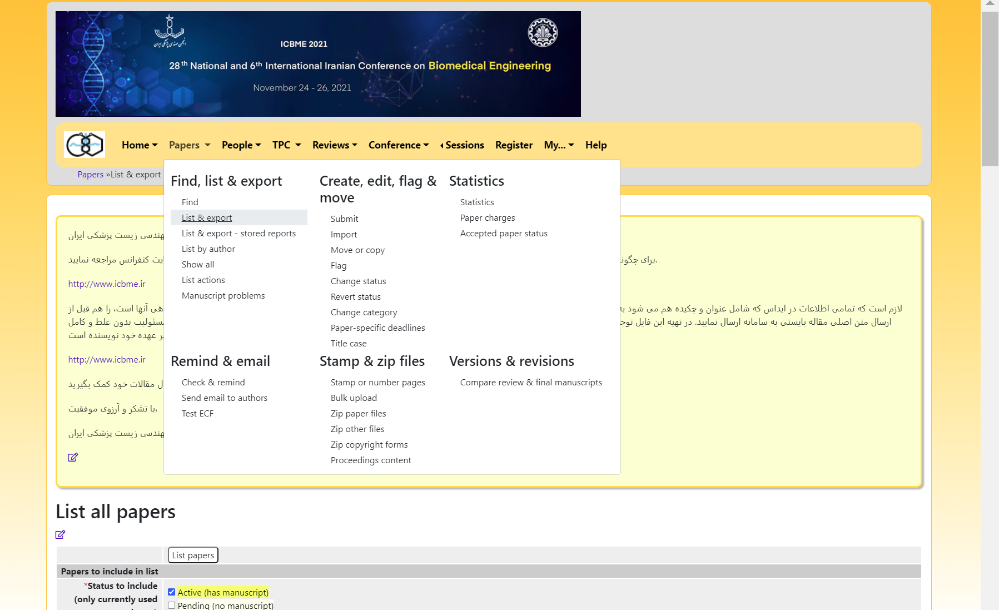 انجمن مهندسی پزشکی ایران
ICBME 2021
28th National and 6th International Iranian Conference on Biomedical Engineering
November 24 - 26, 2021
Home
Papers
People
TPC
Reviews
Conference
Sessions
Register
My...
Help
Papers »List & export
Find, list & export
Find
List & export
List & export - stored reports
List by author
Show all
List actions
Manuscript problems
Create, edit, flag &
move
Submit
Import
Move or copy
Flag
Change status
Revert status
Change category
Paper-specific deadlines
Title case
Statistics
Statistics
Paper charges
Accepted paper status
Remind & email
Check & remind
Send email to authors
Test ECF
Stamp & zip files
Stamp or number pages
Bulk upload
Zip paper files
Zip other files
Zip copyright forms
Proceedings content
Versions & revisions
Compare review & final manuscripts
زیست پزشکی ایران
برای
یت کنفرانس مراجعه نمایید.
http://www.icbme.ir
لازم است که تمامی اطلاعات در ایداس که شامل عنوان و چکیده هم می شود
هی آنها است، را هم قبل از
ارسال متن اصلی مقاله بایستی به سامانه ارسال نمایید. در تهیه این فایل
مسئولیت بدون غلط و کامل
بر عهده خود نویسنده است
http://www.icbme.ir
ل مقالات خود کمک بگیرید
با تشکر و آرزوی موفقیت،
زیست پزشکی ایران
List all papers
List papers
Papers to include in list
*Status to include
(only currently used
Active (has manuscript)
Pending (no manuscript)